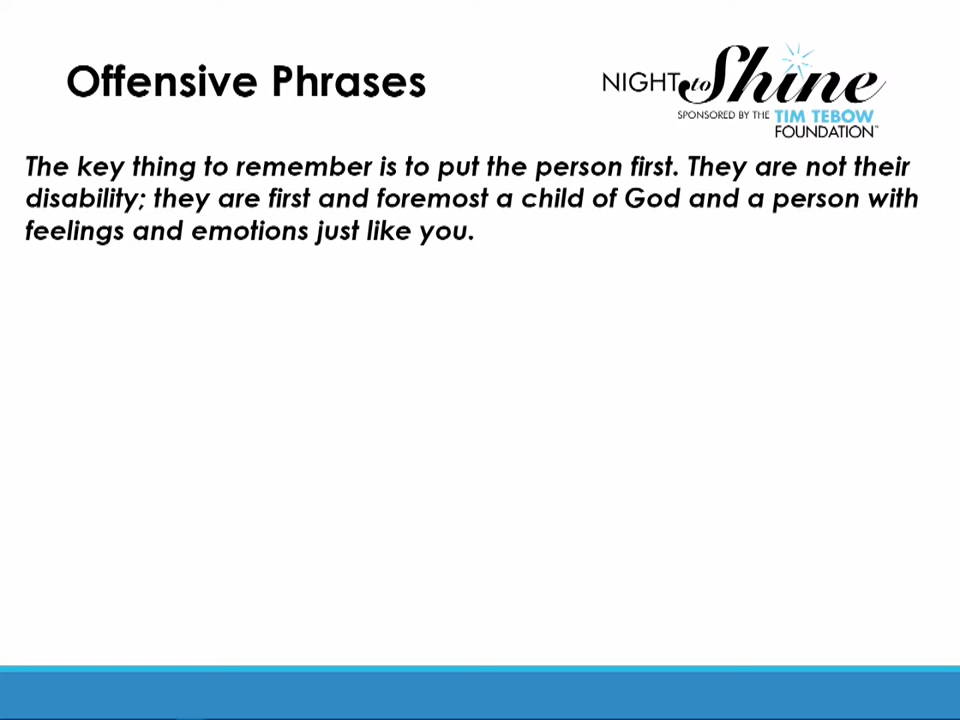 Offensive Phrases
NIGHT to Shine
SPONSORED BY THE TIM TEBOW
FOUNDATION™
The key thing to remember is to put the person first. They are not their
disability; they are first and foremost a child of God and a person with
feelings and emotions just like you.